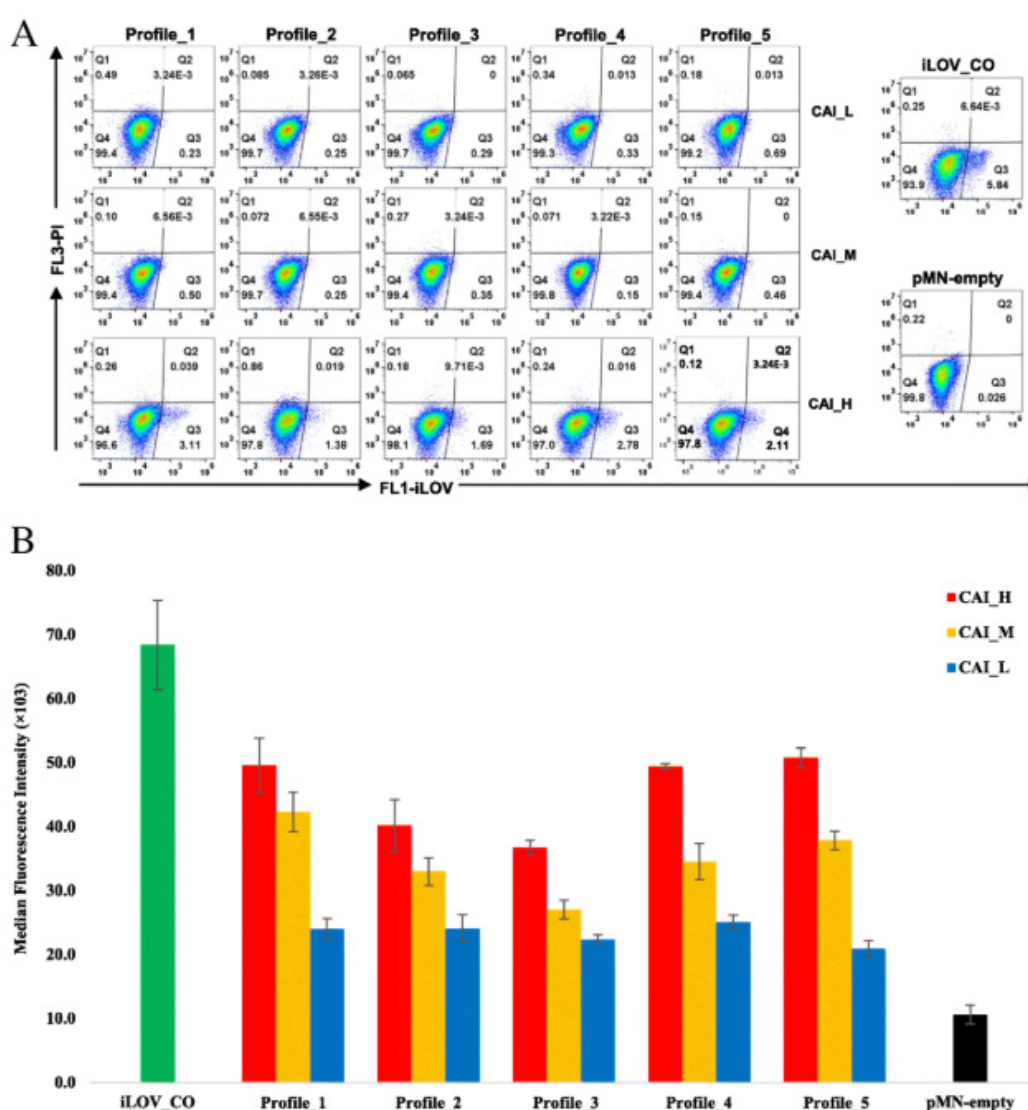 A
Profile_1 Profile_2 Profile_3 Profile_4 Profile_5
iLOV_CO
pMN-empty
FL3-PI
CAI_L
CAI_M
CAI_H
Q1 0.49 Q2 3.24E-3 Q4 99.4 Q3 0.23
Q1 0.085 Q2 3.26E-3 Q4 99.7 Q3 0.25
Q1 0.065 Q2 0 Q4 99.7 Q3 0.29
Q1 0.34 Q2 0.013 Q4 99.3 Q3 0.33
Q1 0.18 Q2 0.013 Q4 99.2 Q3 0.69
Q1 0.25 Q2 6.64E-3 Q4 93.9 Q3 5.84
Q1 0.10 Q2 6.56E-3 Q4 99.4 Q3 0.50
Q1 0.072 Q2 6.55E-3 Q4 99.7 Q3 0.25
Q1 0.27 Q2 3.24E-3 Q4 99.4 Q3 0.35
Q1 0.071 Q2 3.22E-3 Q4 99.8 Q3 0.15
Q1 0.15 Q2 0 Q4 99.4 Q3 0.46
Q1 0.22 Q2 0 Q4 99.8 Q3 0.026
Q1 0.26 Q2 0.039 Q4 96.6 Q3 3.11
Q1 0.86 Q2 0.019 Q4 97.8 Q3 1.38
Q1 0.18 Q2 9.71E-3 Q4 98.1 Q3 1.69
Q1 0.24 Q2 0.016 Q4 97.0 Q3 2.78
Q1 0.12 Q2 3.24E-3 Q4 97.8 Q4 2.11
FL1-iLOV
B
Median Fluorescence Intensity (×103)
80.0
70.0
60.0
50.0
40.0
30.0
20.0
10.0
0.0
CAI_H
CAI_M
CAI_L
iLOV_CO Profile_1 Profile_2 Profile_3 Profile_4 Profile_5 pMN-empty